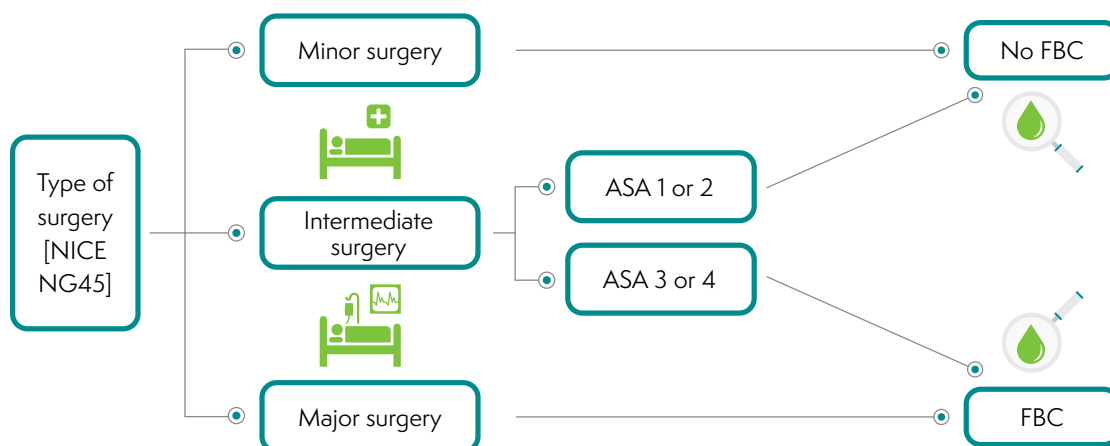 Type of
surgery
[NICE
NG45]
Minor surgery
Intermediate
surgery
Major surgery
ASA 1 or 2
ASA 3 or 4
No FBC
FBC